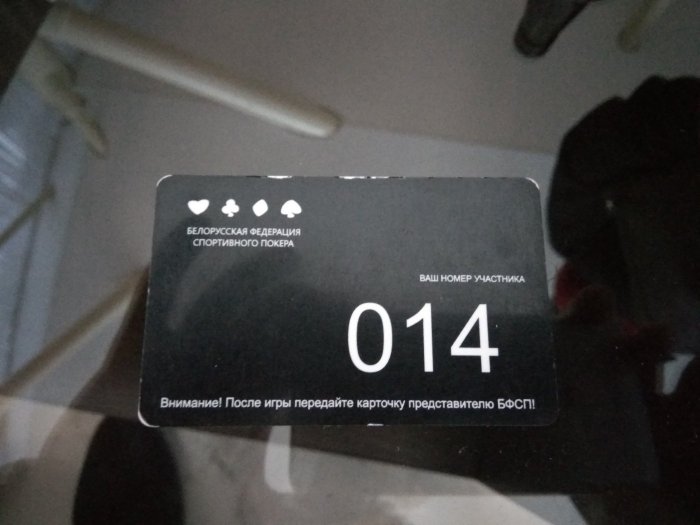 БЕЛОРУССКАЯ ФЕДЕРАЦИЯ
СПОРТИВНОГО ПОКЕРА
ВАШ НОМЕР УЧАСТНИКА
014
Внимание! После игры передайте карточку представителю БФСП!